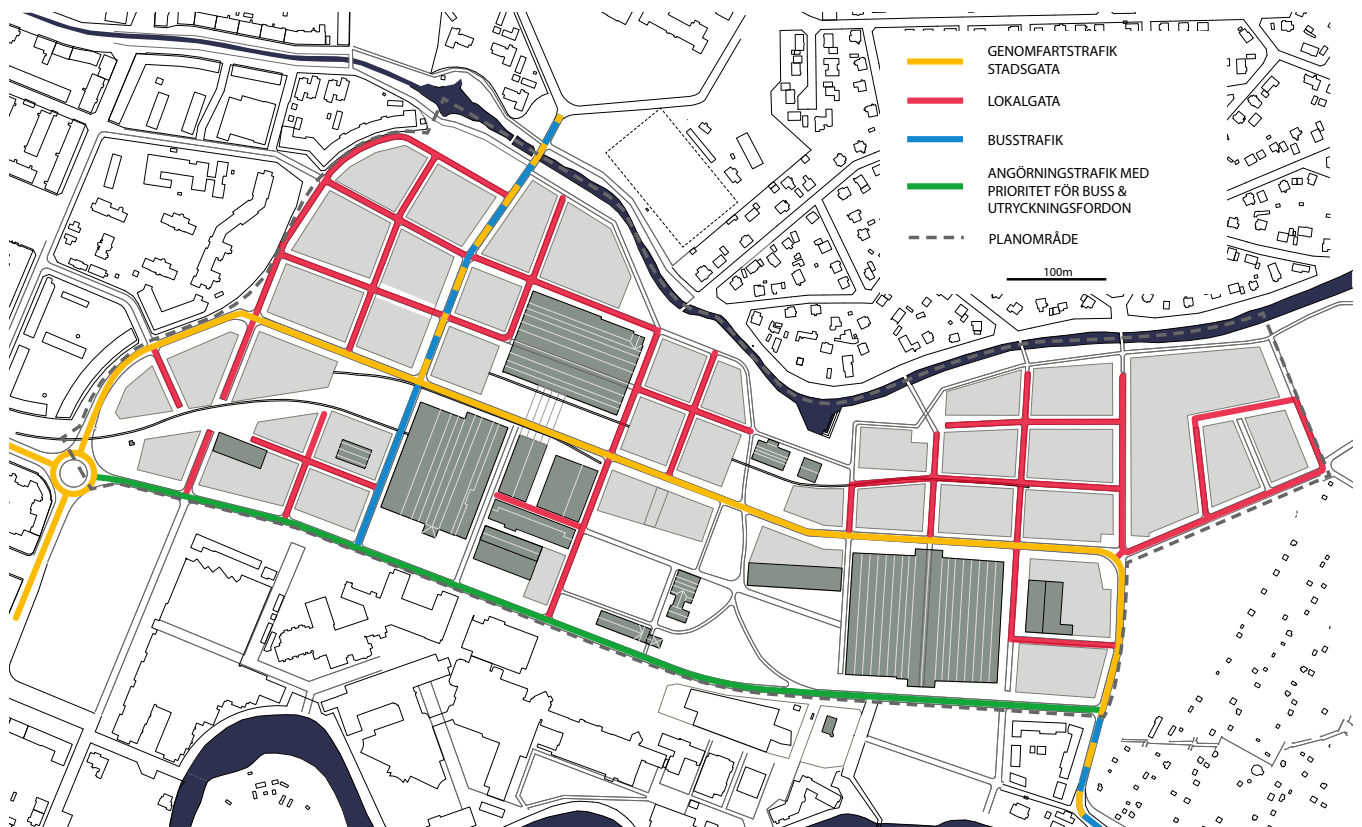 GENOMFARTSTRAFIK
STADSGATA
LOKALGATA
BUSSTRAFIK
ANGÖRNINGSTRAFIK MED
PRIORITET FÖR BUSS &
UTRYCKNINGSFORDON
PLANOMRÅDE
100m